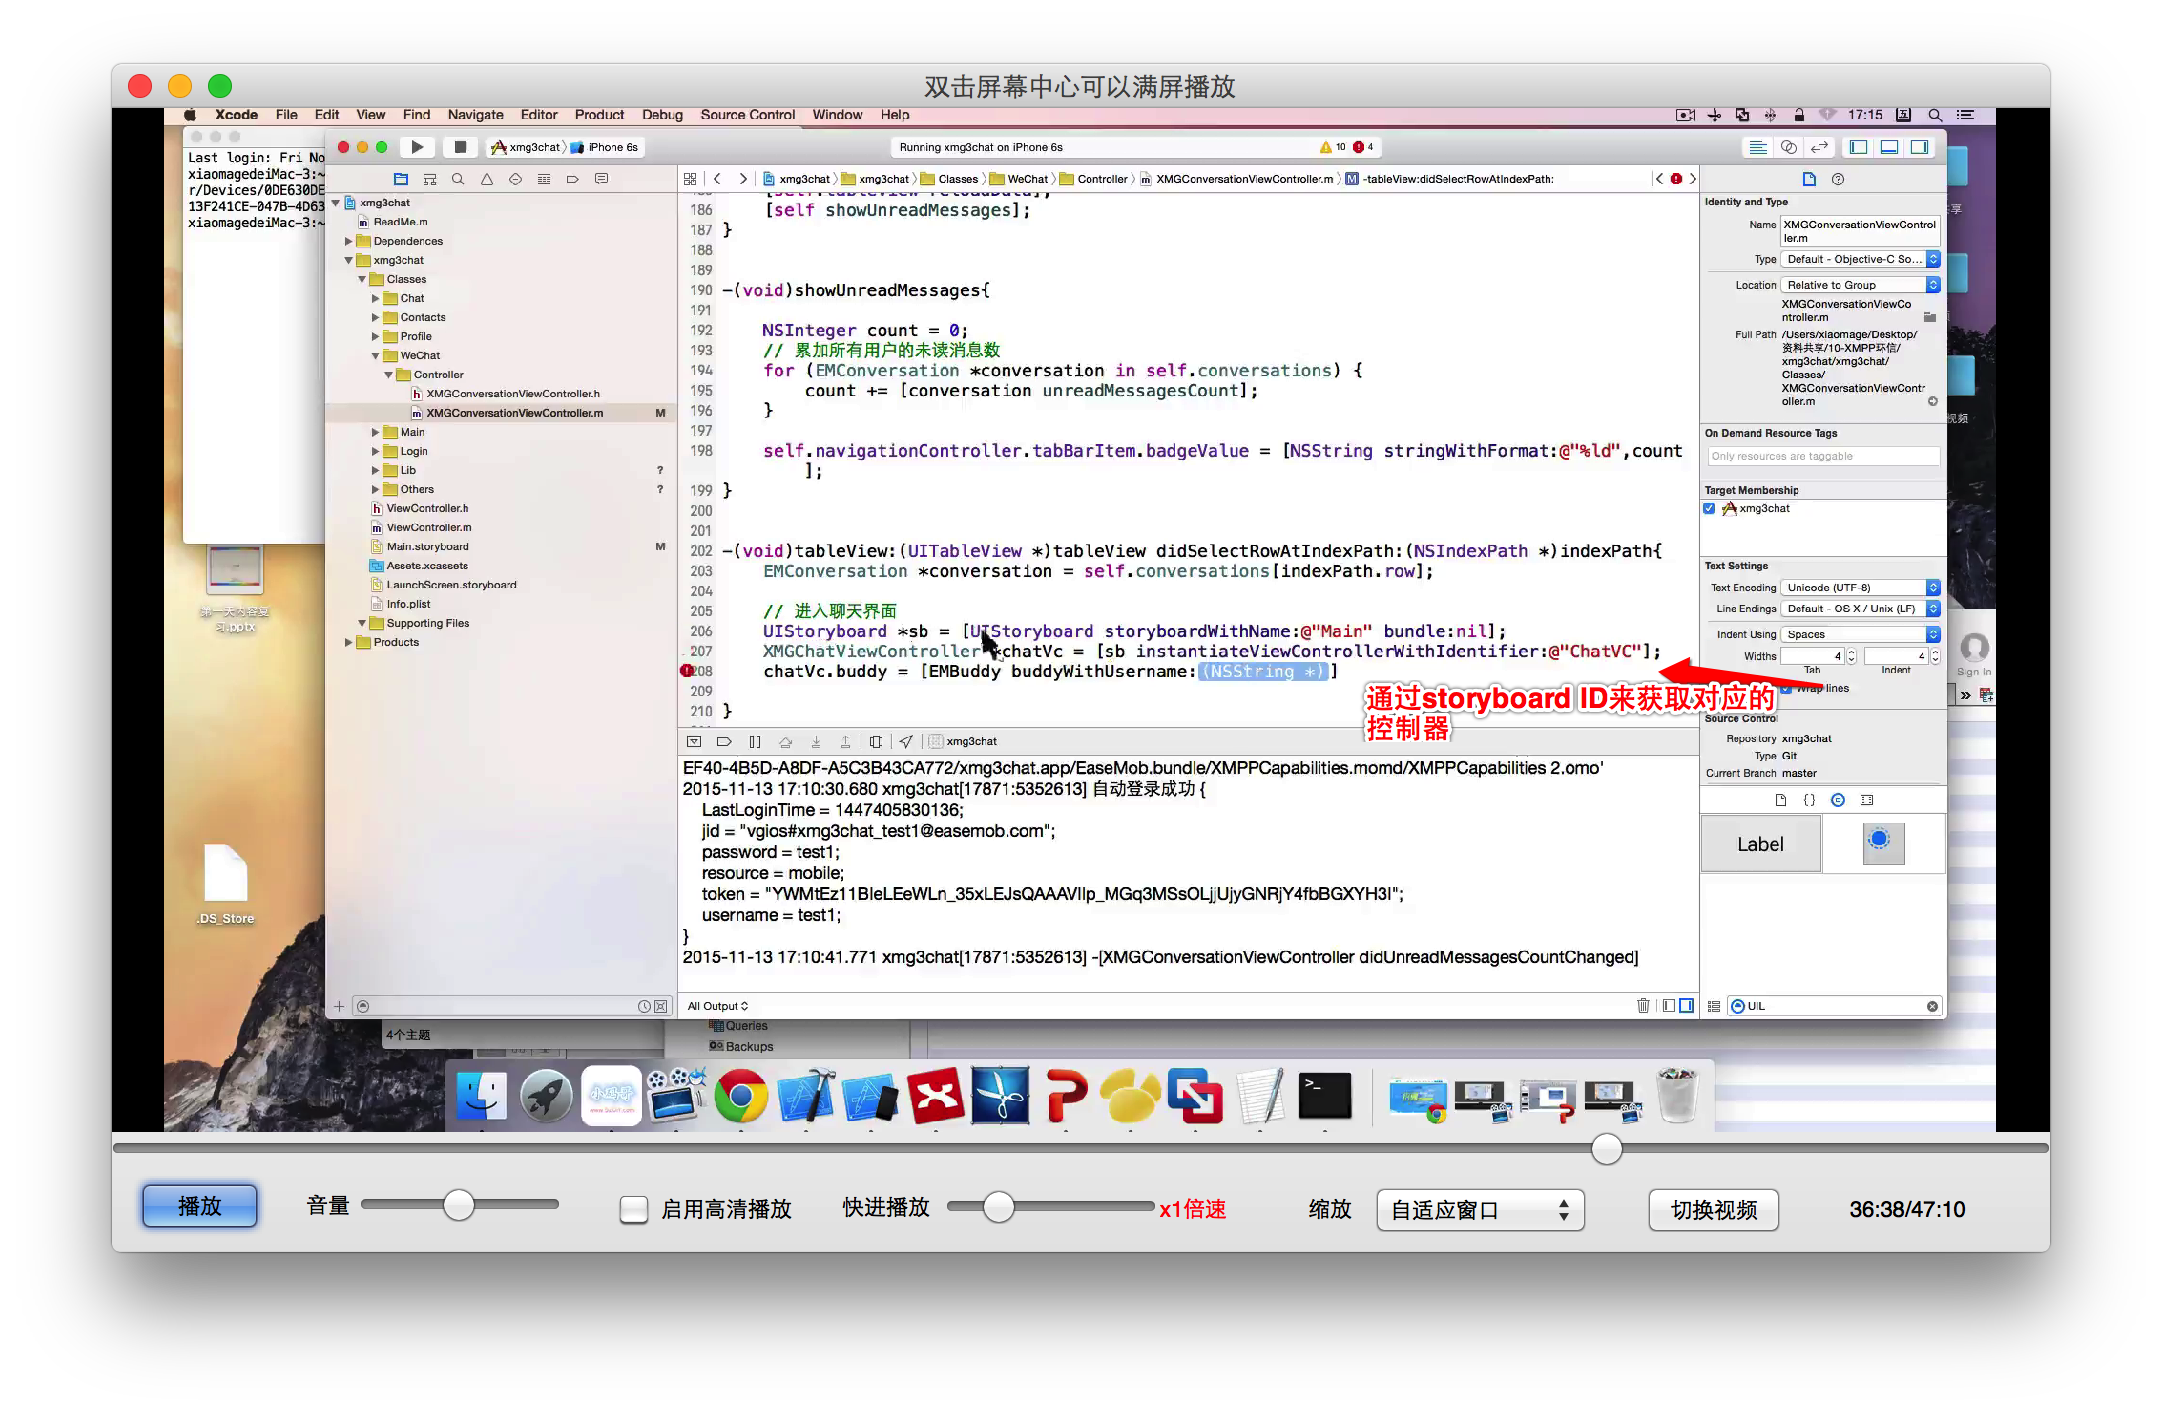 双击屏幕中心可以满屏播放
Xcode File Edit View Find Navigate Editor Product Debug Source Control Window Help 17:15
Last login: Fri No
xiaomagedeiMac-3:~
r/Devices/0DE630DE
13F241CE-047B-4D63
xiaomagedeiMac-3:~
xmg3chat iPhone 6s
Running xmg3chat on iPhone 6s
10 4
xmg3chat
ReadMe.m
Dependences
xmg3chat
Classes
Chat
Contacts
Profile
WeChat
Controller
XMGConversationViewController.h
XMGConversationViewController.m M
Main
Login
Lib ?
Others ?
ViewController.h
ViewController.m
Main.storyboard M
Assets.xcassets
LaunchScreen.storyboard
Info.plist
Supporting Files
Products
xmg3chat xmg3chat Classes WeChat Controller XMGConversationViewController.m -tableView:didSelectRowAtIndexPath:
186 [self showUnreadMessages];
187 }
188
189
190 -(void)showUnreadMessages{
191
192 NSInteger count = 0;
193 // 累加所有用户的未读消息数
194 for (EMConversation *conversation in self.conversations) {
195 count += [conversation unreadMessagesCount];
196 }
197
198 self.navigationController.tabBarItem.badgeValue = [NSString stringWithFormat:@"%ld",count
];
199 }
200
201
202 -(void)tableView:(UITableView *)tableView didSelectRowAtIndexPath:(NSIndexPath *)indexPath{
203 EMConversation *conversation = self.conversations[indexPath.row];
204
205 // 进入聊天界面
206 UIStoryboard *sb = [UIStoryboard storyboardWithName:@"Main" bundle:nil];
207 XMGChatViewController *chatVc = [sb instantiateViewControllerWithIdentifier:@"ChatVC"];
208 chatVc.buddy = [EMBuddy buddyWithUsername:(NSString *)]
209
210 }
通过storyboard ID来获取对应的
控制器
xmg3chat
EF40-4B5D-A8DF-A5C3B43CA772/xmg3chat.app/EaseMob.bundle/XMPPCapabilities.momd/XMPPCapabilities 2.omo'
2015-11-13 17:10:30.680 xmg3chat[17871:5352613] 自动登录成功 {
LastLoginTime = 1447405830136;
jid = "vgios#xmg3chat_test1@easemob.com";
password = test1;
resource = mobile;
username = test1;
}
2015-11-13 17:10:41.771 xmg3chat[17871:5352613] -[XMGConversationViewController didUnreadMessagesCountChanged]
All Output
Identity and Type
Name XMGConversationViewControl
ler.m
Type Default - Objective-C So...
Location Relative to Group
XMGConversationViewCo
ntroller.m
Full Path /Users/xiaomage/Desktop/
资料共享/10-XMPP环信/
xmg3chat/xmg3chat/
Classes/
XMGConversationViewContr
oller.m
On Demand Resource Tags
Only resources are taggable
Target Membership
xmg3chat
Text Settings
Text Encoding Unicode (UTF-8)
Line Endings Default - OS X / Unix (LF)
Indent Using Spaces
Widths 4 4
Tab Indent
Wrap lines
Source Control
Repository xmg3chat
Type Git
Current Branch master
Label
UIL
Sign In
视频
第一天内容复
习.pptx
.DS_Store
4个主题
Queries
Backups
播放 音量 启用高清播放 快进播放 x1倍速 缩放 自适应窗口 切换视频 36:38/47:10